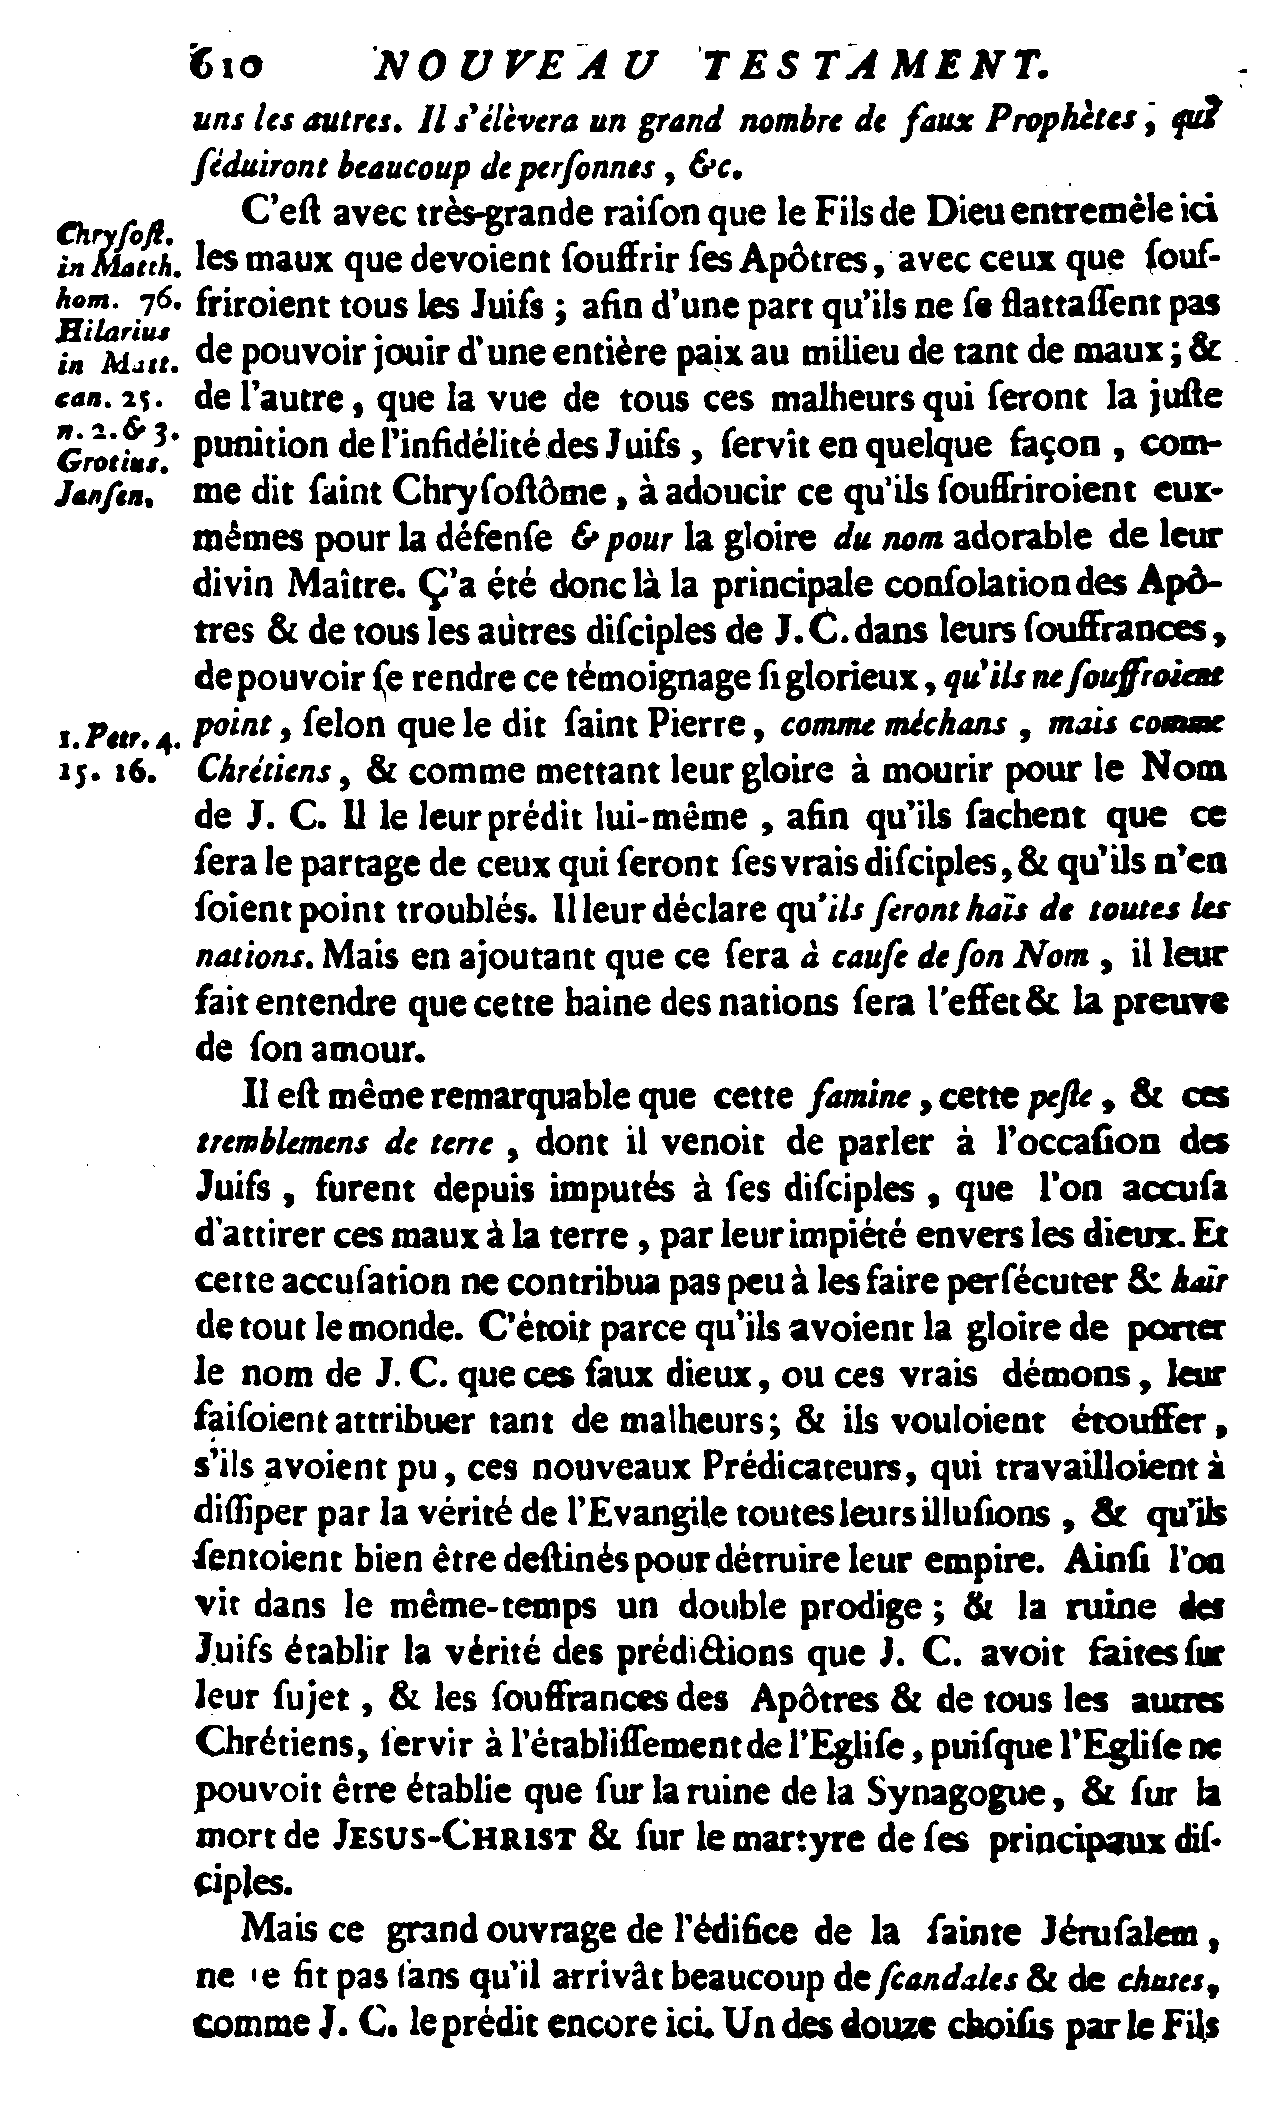 610 NOUVEAU TESTAMENT.
uns les autres. Il s'élèvera un grand nombre de faux Prophètes, qui
ſéduiront beaucoup de perſonnes, &c.
C'eſt avec très-grande raiſon que le Fils de Dieu entremêle ici
les maux que devoient ſouffrir ſes Apôtres, avec ceux que ſouf-
friroient tous les Juifs ; afin d'une part qu'ils ne ſe flattaſſent pas
de pouvoir jouir d'une entière paix au milieu de tant de maux ; &
de l'autre, que la vue de tous ces malheurs qui ſeront la juſte
punition de l'infidélité des Juifs, ſervît en quelque façon, com-
me dit ſaint Chryſoſtôme, à adoucir ce qu'ils ſouffriroient eux-
mêmes pour la défenſe & pour la gloire du nom adorable de leur
divin Maître. Ç'a été donc là la principale conſolation des Apô-
tres & de tous les autres diſciples de J. C. dans leurs ſouffrances,
de pouvoir ſe rendre ce témoignage ſi glorieux, qu'ils ne ſouffroient
point, ſelon que le dit ſaint Pierre, comme méchans, mais comme
Chrétiens, & comme mettant leur gloire à mourir pour le Nom
de J. C. Il le leur prédit lui-même, afin qu'ils ſachent que ce
ſera le partage de ceux qui ſeront ſes vrais diſciples, & qu'ils n'en
ſoient point troublés. Il leur déclare qu'ils ſeront haïs de toutes les
nations. Mais en ajoutant que ce ſera à cauſe de ſon Nom, il leur
fait entendre que cette haine des nations ſera l'effet & la preuve
de ſon amour.
Il eſt même remarquable que cette famine, cette peſte, & ces
tremblemens de terre, dont il venoit de parler à l'occaſion des
Juifs, furent depuis imputés à ſes diſciples, que l'on accuſa
d'attirer ces maux à la terre, par leur impiété envers les dieux. Et
cette accuſation ne contribua pas peu à les faire perſécuter & haïr
de tout le monde. C'étoit parce qu'ils avoient la gloire de porter
le nom de J. C. que ces faux dieux, ou ces vrais démons, leur
faiſoient attribuer tant de malheurs ; & ils vouloient étouffer,
s'ils avoient pu, ces nouveaux Prédicateurs, qui travailloient à
diſſiper par la vérité de l'Evangile toutes leurs illuſions, & qu'ils
ſentoient bien être deſtinés pour détruire leur empire. Ainſi l'on
vit dans le même-temps un double prodige ; & la ruine des
Juifs établir la vérité des prédictions que J. C. avoit faites ſur
leur ſujet, & les ſouffrances des Apôtres & de tous les autres
Chrétiens, ſervir à l'établiſſement de l'Egliſe, puiſque l'Egliſe ne
pouvoit être établie que ſur la ruine de la Synagogue, & ſur la
mort de JESUS-CHRIST & ſur le martyre de ſes principaux diſ-
ciples.
Mais ce grand ouvrage de l'édifice de la ſainte Jéruſalem,
ne ſe fit pas ſans qu'il arrivât beaucoup de ſcandales & de chutes,
comme J. C. le prédit encore ici. Un des douze choiſis par le Fils
Chryſoſt.
in Matth.
hom. 76.
Hilarius
in Matt.
can. 25.
n. 2. & 3.
Grotius.
Janſen.
1. Petr. 4.
15. 16.